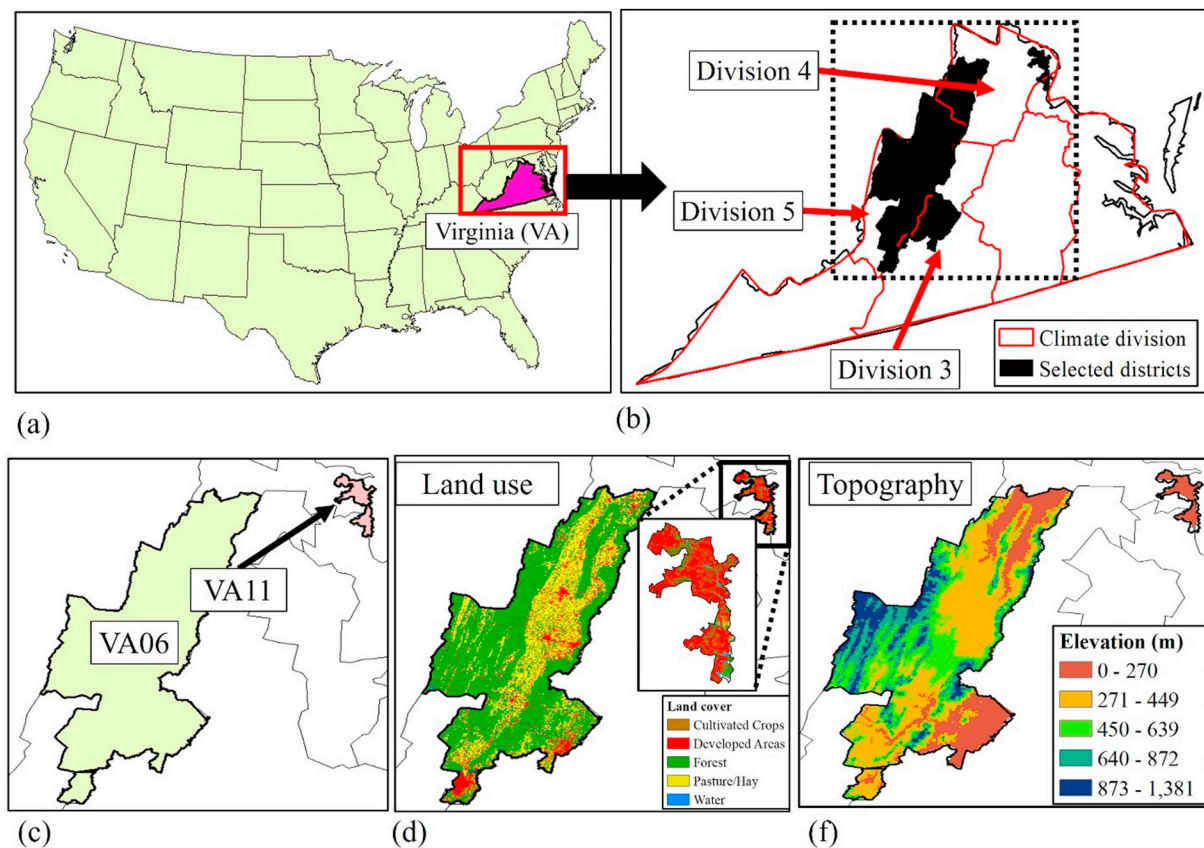 Virginia (VA)
(a)
Division 4
Division 5
Division 3
Climate division
Selected districts
(b)
VA11
VA06
(c)
Land use
Land cover
Cultivated Crops
Developed Areas
Forest
Pasture/Hay
Water
(d)
Topography
Elevation (m)
0 - 270
271 - 449
450 - 639
640 - 872
873 - 1,381
(f)